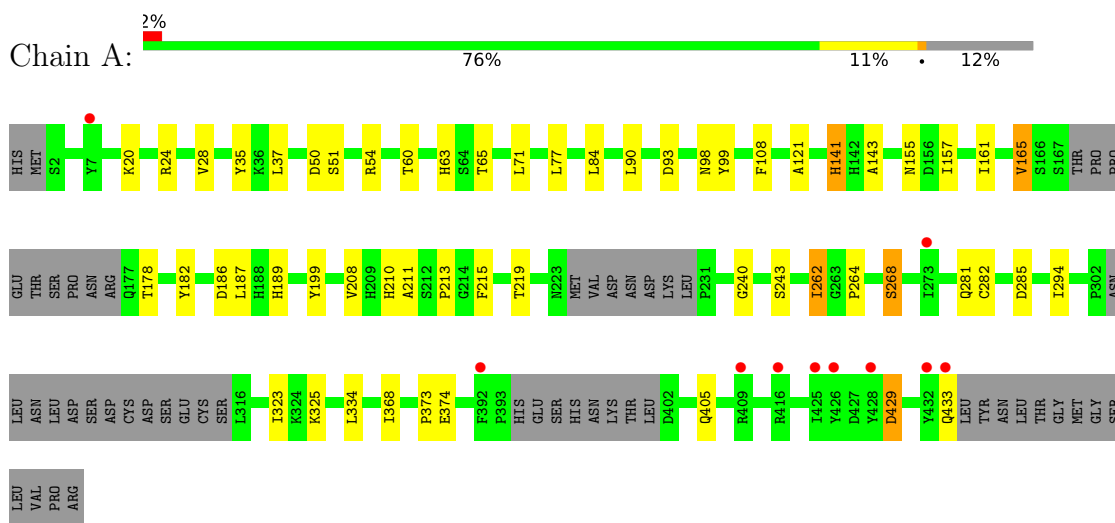 2%
Chain A:
76% 11% • 12%
HIS MET S2 Y7 K20 R24 V28 Y35 K36 L37 D50 S51 R54 T60 H63 S64 T65 L71 L77 L84 L90 D93 N98 Y99 F108 A121 H141 H142 A143 N155 D156 I157 I161 V165 S166 S167 THR PRO PRO
GLU THR SER PRO ASN ARG Q177 T178 Y182 D186 L187 H188 H189 Y199 V208 H209 H210 A211 S212 P213 G214 F215 T219 N223 MET VAL ASP ASN ASP LYS LEU P231 G240 S243 I262 G263 P264 S268 I273 Q281 C282 D285 I294 P302 ASN
LEU ASN LEU ASP SER ASP CYS ASP SER GLU CYS SER L316 I323 K324 K325 L334 I368 P373 E374 F392 P393 HIS GLU SER HIS ASN LYS THR LEU D402 Q405 R409 R416 I425 Y426 D427 Y428 D429 Y432 Q433 LEU TYR ASN LEU THR GLY MET GLY SER
LEU VAL PRO ARG